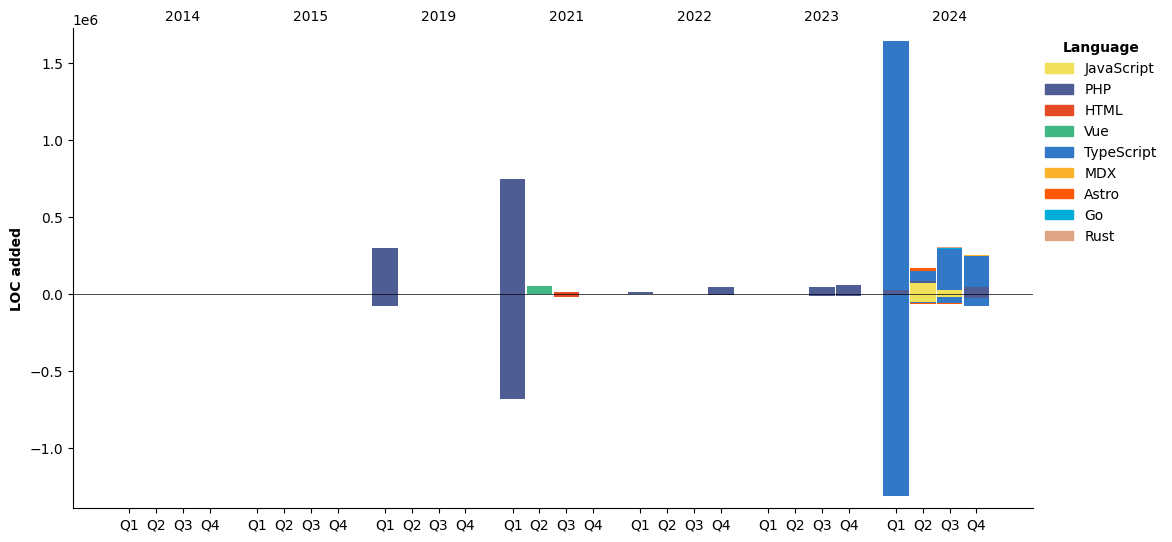 1e6
2014 2015 2019 2021 2022 2023 2024
1.5
1.0
0.5
0.0
−0.5
−1.0
LOC added
Q1 Q2 Q3 Q4 Q1 Q2 Q3 Q4 Q1 Q2 Q3 Q4 Q1 Q2 Q3 Q4 Q1 Q2 Q3 Q4 Q1 Q2 Q3 Q4 Q1 Q2 Q3 Q4
Language
JavaScript
PHP
HTML
Vue
TypeScript
MDX
Astro
Go
Rust